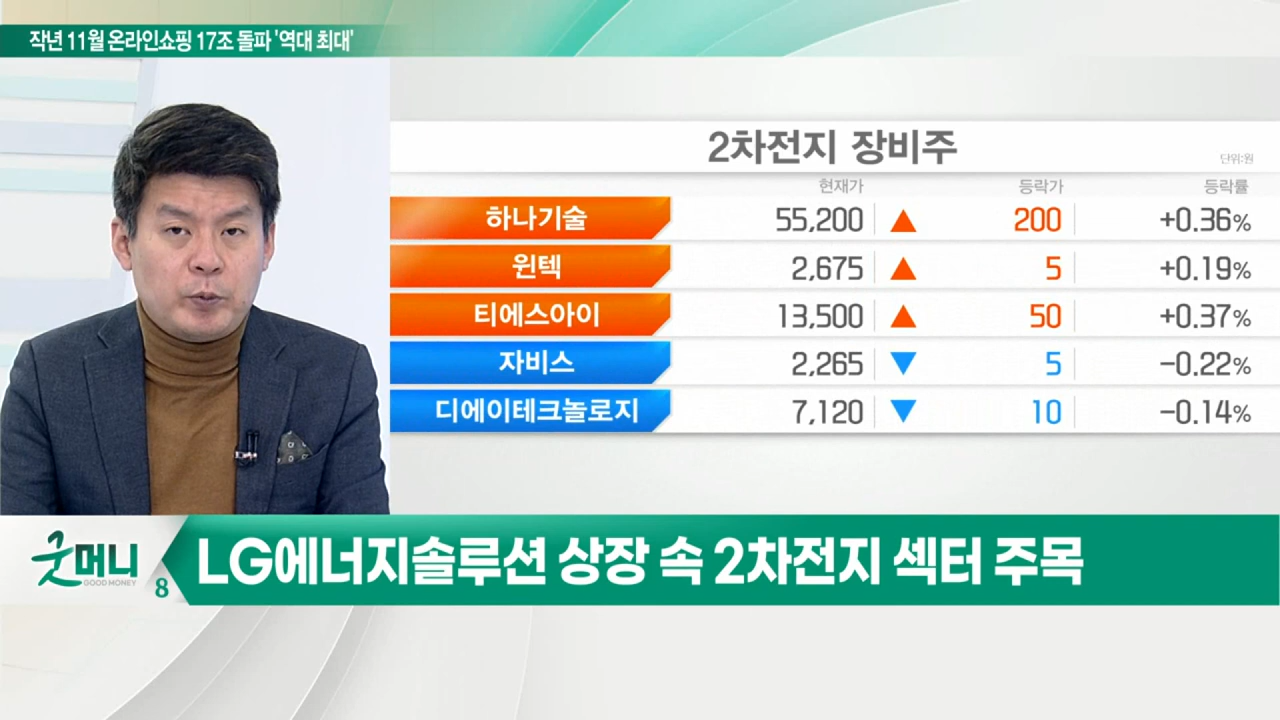 작년 11월 온라인쇼핑 17조 돌파 '역대 최대'
2차전지 장비주
단위:원
현재가 등락가 등락률
하나기술 55,200 ▲ 200 +0.36%
윈텍 2,675 ▲ 5 +0.19%
티에스아이 13,500 ▲ 50 +0.37%
자비스 2,265 ▼ 5 -0.22%
디에이테크놀로지 7,120 ▼ 10 -0.14%
굿머니
GOOD MONEY
8
LG에너지솔루션 상장 속 2차전지 섹터 주목